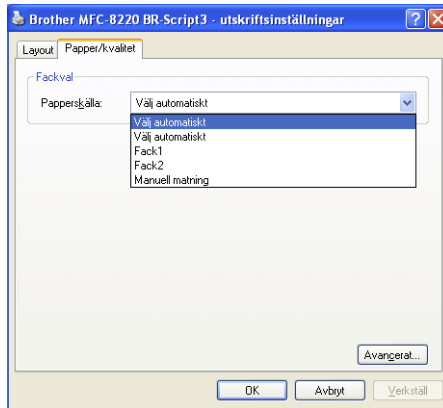 Brother MFC-8220 BR-Script3 - utskriftsinställningar
Layout Papper/kvalitet
Fackval
Papperskälla: Välj automatiskt
Välj automatiskt
Välj automatiskt
Fack1
Fack2
Manuell matning
Avancerat...
OK Avbryt Verkställ